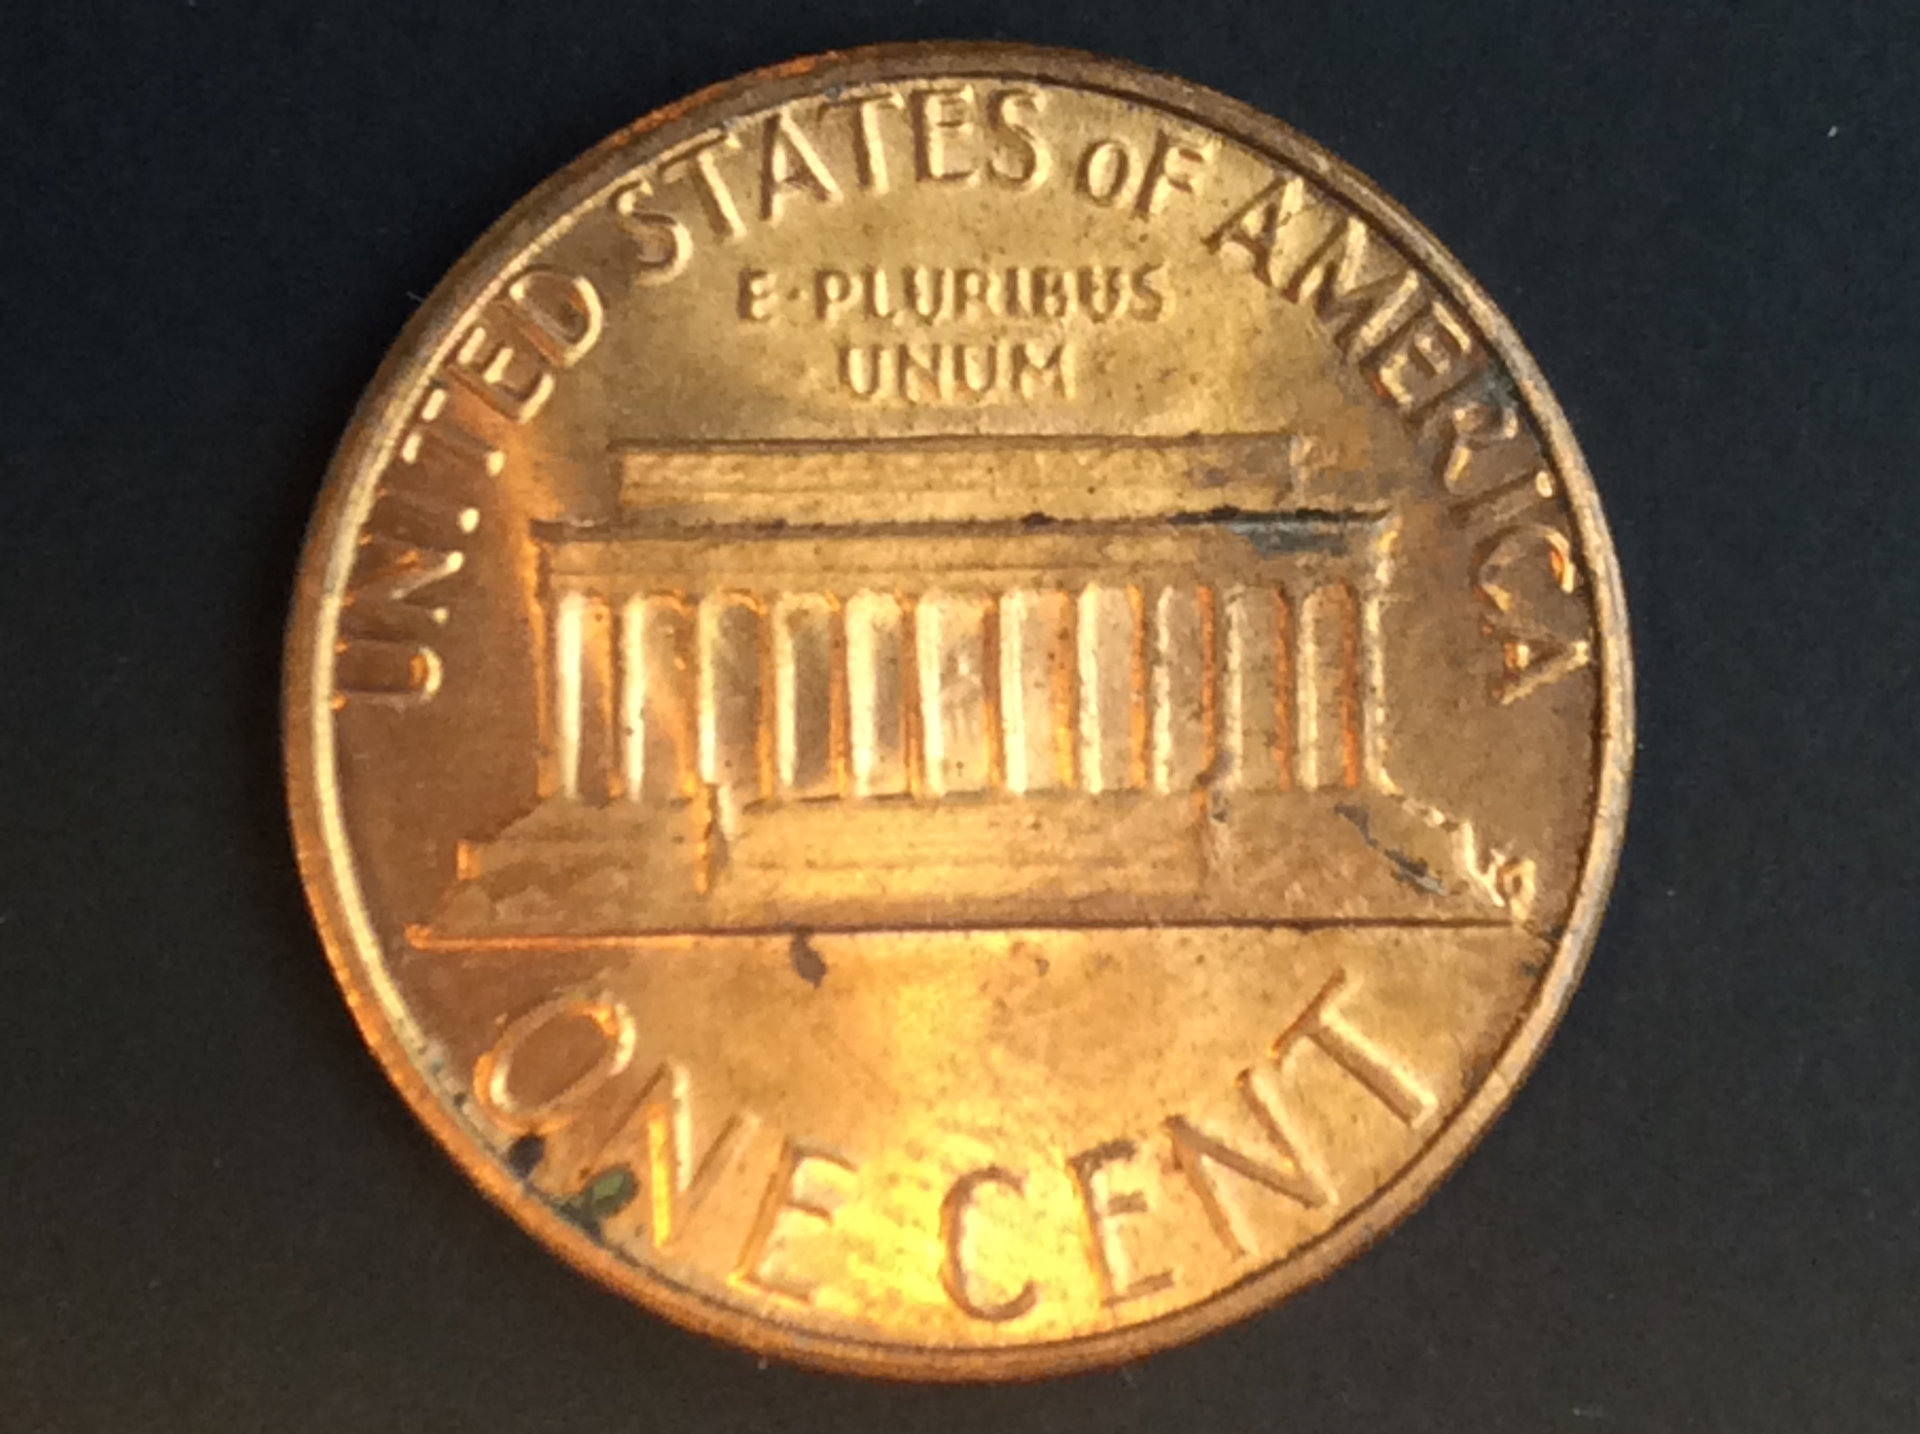 UNITED STATES OF AMERICA
E·PLURIBUS
UNUM
ONE CENT